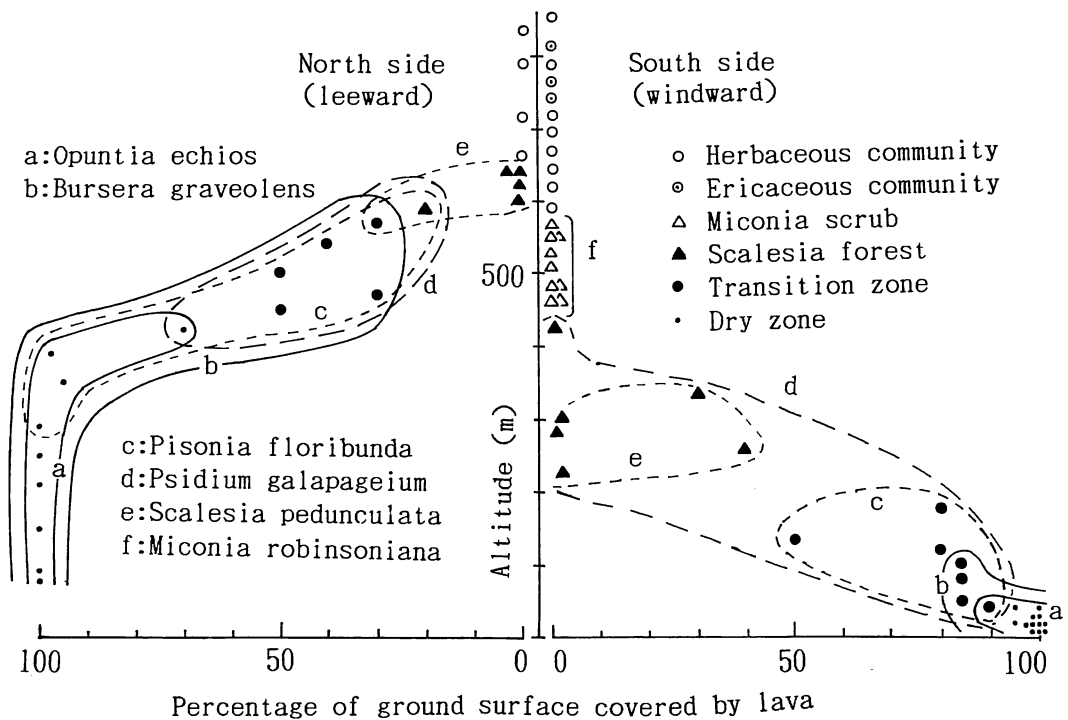 North side
(leeward)
South side
(windward)
a:Opuntia echios
b:Bursera graveolens
e
d
c
b
a
c:Pisonia floribunda
d:Psidium galapageium
e:Scalesia pedunculata
f:Miconia robinsoniana
Herbaceous community
Ericaceous community
Miconia scrub
Scalesia forest
Transition zone
Dry zone
f
500
Altitude (m)
d
e
c
b
a
100
50
0
0
50
100
Percentage of ground surface covered by lava